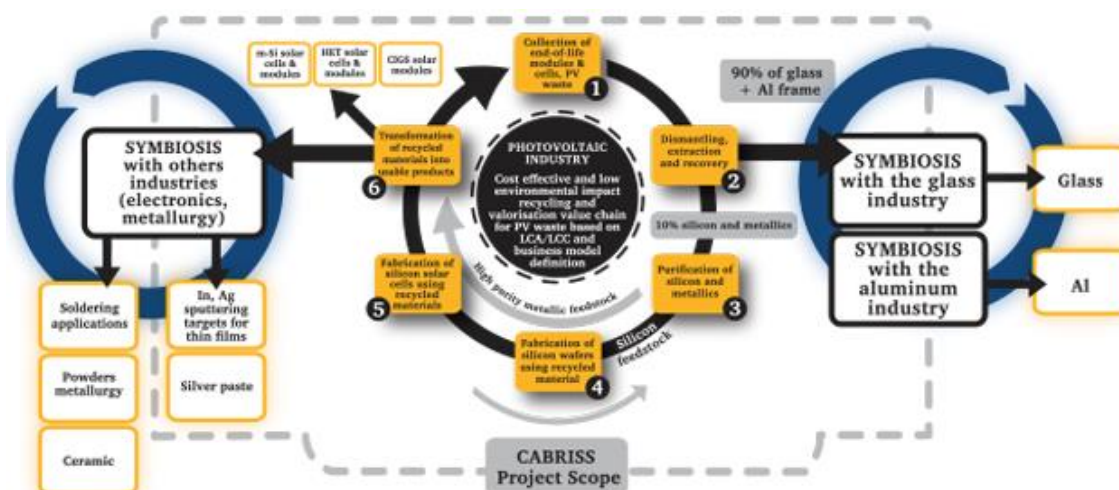 m-Si solar
cells &
modules
HET solar
cells &
modules
CIGS solar
modules
Collection of
end-of-life
modules &
cells, PV
waste
1
90% of glass
+ Al frame
SYMBIOSIS
with others
industries
(electronics,
metallurgy)
Transformation
of recycled
materials into
usable products
6
PHOTOVOLTAIC
INDUSTRY
Cost effective and low
environmental impact
recycling and
valorisation value chain
for PV waste based on
LCA/LCC and
business model
definition
Dismantling,
extraction
and recovery
2
SYMBIOSIS
with the glass
industry
Glass
10% silicon and metallics
SYMBIOSIS
with the
aluminum
industry
Al
Fabrication of
silicon solar
cells using
recycled
materials
5
High purity metallic feedstock
Purification of
silicon and
metallics
3
Silicon
feedstock
Fabrication of
silicon wafers
using recycled
material
4
Soldering
applications
In, Ag
sputtering
targets for
thin films
Powders
metallurgy
Silver paste
Ceramic
CABRISS
Project Scope